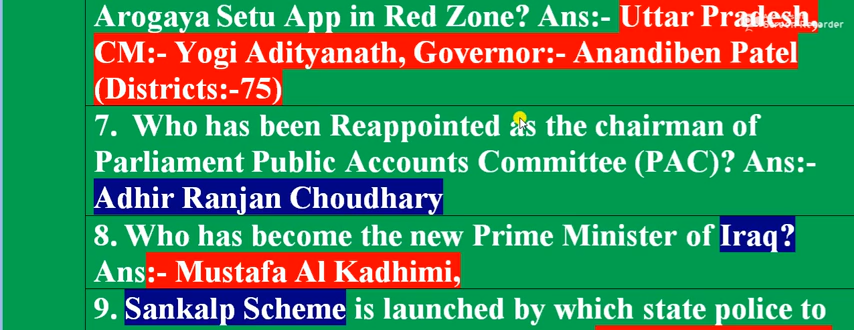 Arogaya Setu App in Red Zone? Ans:- Uttar Pradesh,
CM:- Yogi Adityanath, Governor:- Anandiben Patel
(Districts:-75)
7. Who has been Reappointed as the chairman of
Parliament Public Accounts Committee (PAC)? Ans:-
Adhir Ranjan Choudhary
8. Who has become the new Prime Minister of Iraq?
Ans:- Mustafa Al Kadhimi,
9. Sankalp Scheme is launched by which state police to